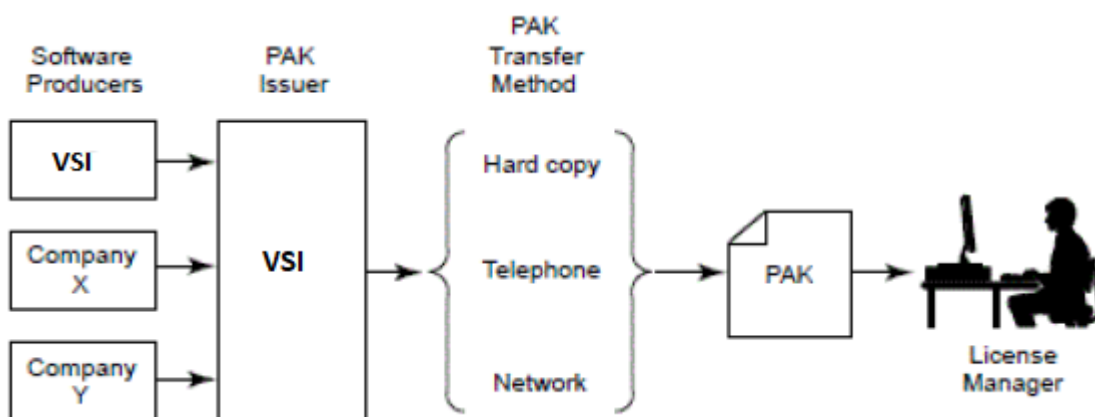 Software
Producers
PAK
Issuer
PAK
Transfer
Method
VSI
Company
X
Company
Y
VSI
Hard copy
Telephone
Network
PAK
License
Manager